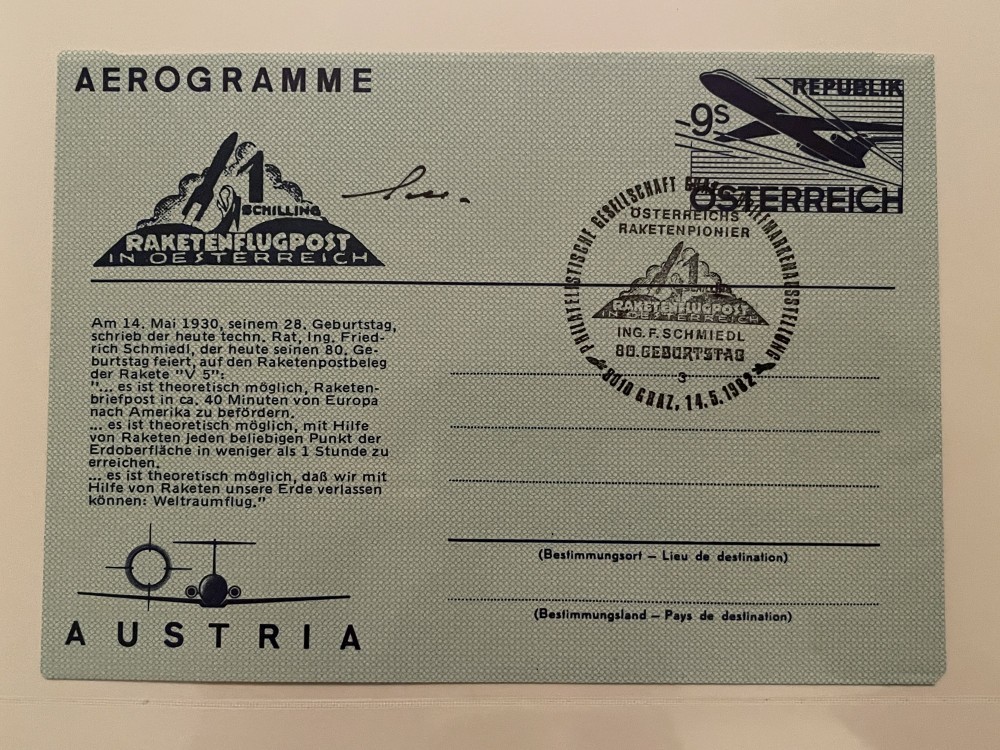 AEROGRAMME
REPUBLIK
9s
ÖSTERREICH
1
SCHILLING
RAKETENFLUGPOST
IN OESTERREICH
PHILATELISTISCHE GESELLSCHAFT
ÖSTERREICHS
RAKETENPIONIER
1
SCHILLING
RAKETENFLUGPOST
IN OESTERREICH
ING. F. SCHMIEDL
80. GEBURTSTAG
3
8010 GRAZ, 14.5.1982
Am 14. Mai 1930, seinem 28. Geburtstag,
schrieb der heute techn. Rat, Ing. Fried-
rich Schmiedl, der heute seinen 80. Ge-
burtstag feiert, auf den Raketenpostbeleg
der Rakete "V 5":
"... es ist theoretisch möglich, Raketen-
briefpost in ca. 40 Minuten von Europa
nach Amerika zu befördern.
... es ist theoretisch möglich, mit Hilfe
von Raketen jeden beliebigen Punkt der
Erdoberfläche in weniger als 1 Stunde zu
erreichen.
... es ist theoretisch möglich, daß wir mit
Hilfe von Raketen unsere Erde verlassen
können: Weltraumflug."
(Bestimmungsort – Lieu de destination)
(Bestimmungsland – Pays de destination)
AUSTRIA